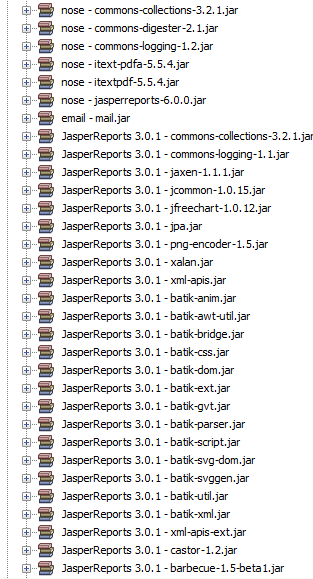 nose - commons-collections-3.2.1.jar
nose - commons-digester-2.1.jar
nose - commons-logging-1.2.jar
nose - itext-pdfa-5.5.4.jar
nose - itextpdf-5.5.4.jar
nose - jasperreports-6.0.0.jar
email - mail.jar
JasperReports 3.0.1 - commons-collections-3.2.1.jar
JasperReports 3.0.1 - commons-logging-1.1.jar
JasperReports 3.0.1 - jaxen-1.1.1.jar
JasperReports 3.0.1 - jcommon-1.0.15.jar
JasperReports 3.0.1 - jfreechart-1.0.12.jar
JasperReports 3.0.1 - jpa.jar
JasperReports 3.0.1 - png-encoder-1.5.jar
JasperReports 3.0.1 - xalan.jar
JasperReports 3.0.1 - xml-apis.jar
JasperReports 3.0.1 - batik-anim.jar
JasperReports 3.0.1 - batik-awt-util.jar
JasperReports 3.0.1 - batik-bridge.jar
JasperReports 3.0.1 - batik-css.jar
JasperReports 3.0.1 - batik-dom.jar
JasperReports 3.0.1 - batik-ext.jar
JasperReports 3.0.1 - batik-gvt.jar
JasperReports 3.0.1 - batik-parser.jar
JasperReports 3.0.1 - batik-script.jar
JasperReports 3.0.1 - batik-svg-dom.jar
JasperReports 3.0.1 - batik-svggen.jar
JasperReports 3.0.1 - batik-util.jar
JasperReports 3.0.1 - batik-xml.jar
JasperReports 3.0.1 - xml-apis-ext.jar
JasperReports 3.0.1 - castor-1.2.jar
JasperReports 3.0.1 - barbecue-1.5-beta1.jar